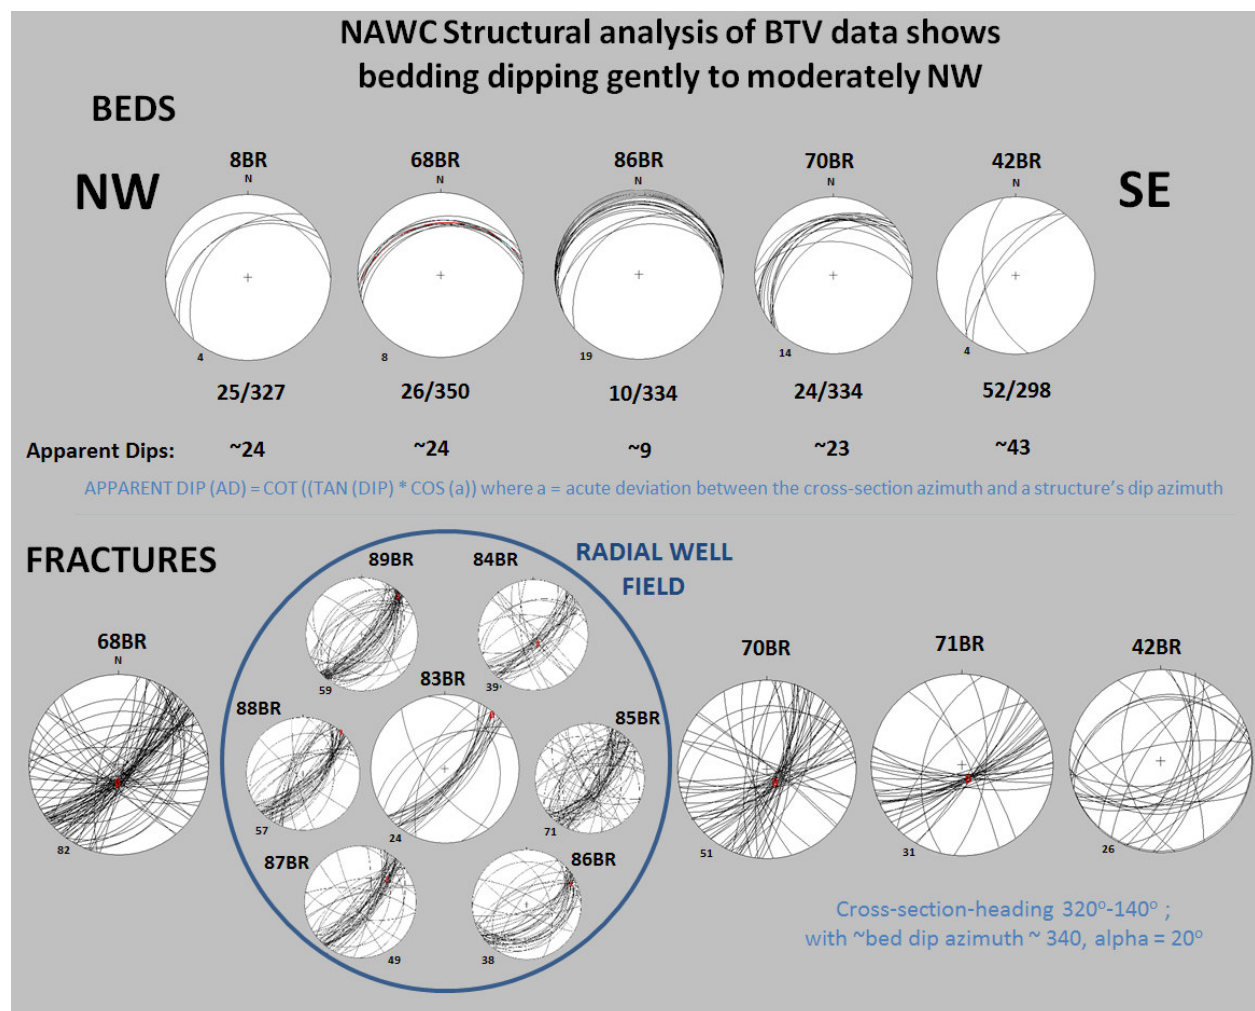 NAWC Structural analysis of BTV data shows
bedding dipping gently to moderately NW
BEDS
NW
SE
8BR 68BR 86BR 70BR 42BR
N N N N N
4 8 19 14 4
25/327 26/350 10/334 24/334 52/298
Apparent Dips: ~24 ~24 ~9 ~23 ~43
APPARENT DIP (AD) = COT ((TAN (DIP) * COS (a)) where a = acute deviation between the cross-section azimuth and a structure's dip azimuth
FRACTURES
RADIAL WELL
FIELD
89BR 84BR
59 39
68BR
N
82
88BR 83BR 85BR
57 24 71
87BR 86BR
49 38
70BR 71BR 42BR
51 31 26
Cross-section-heading 320º-140º ;
with ~bed dip azimuth ~ 340, alpha = 20º